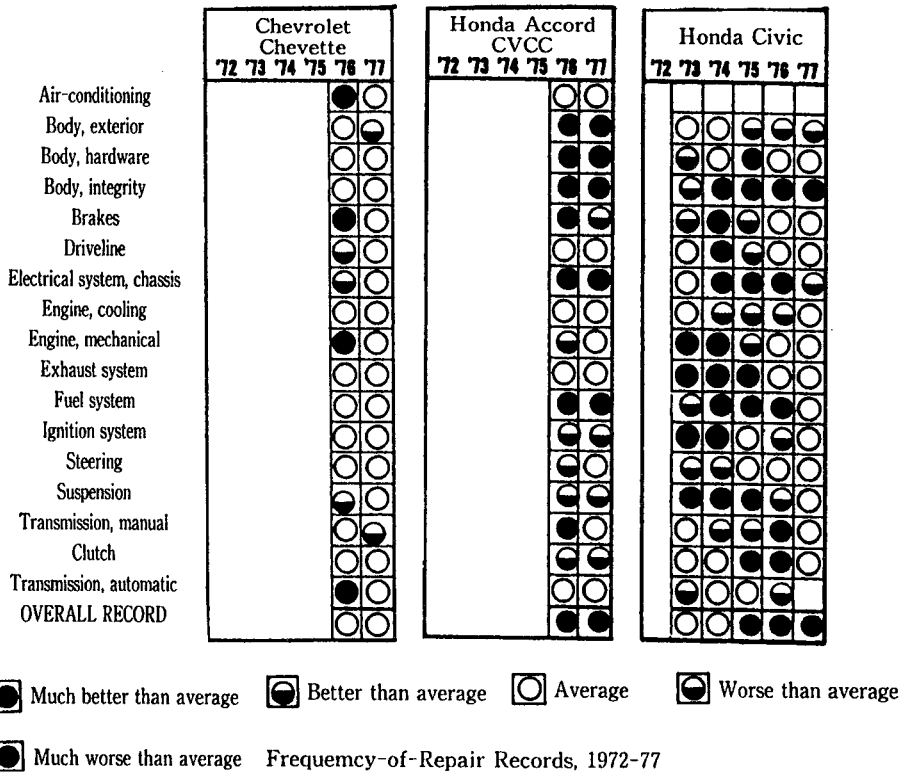 Chevrolet
Chevette
'72 '73 '74 '75 '76 '77
Honda Accord
CVCC
'72 '73 '74 '75 '76 '77
Honda Civic
'72 '73 '74 '75 '76 '77
Air-conditioning
Body, exterior
Body, hardware
Body, integrity
Brakes
Driveline
Electrical system, chassis
Engine, cooling
Engine, mechanical
Exhaust system
Fuel system
Ignition system
Steering
Suspension
Transmission, manual
Clutch
Transmission, automatic
OVERALL RECORD
Much better than average
Better than average
Average
Worse than average
Much worse than average
Frequemcy-of-Repair Records, 1972-77